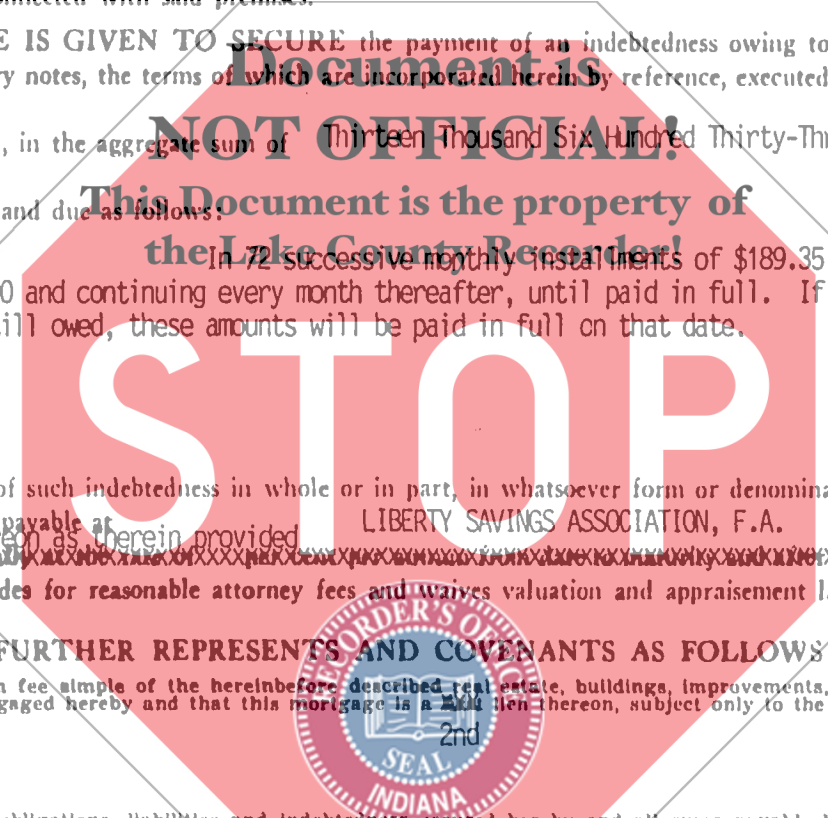 connected with said premises.
E IS GIVEN TO SECURE the payment of an indebtedness owing to
Document is
ry notes, the terms of which are incorporated herein by reference, executed
NOT OFFICIAL!
, in the aggregate sum of Thirteen Thousand Six Hundred Thirty-Thr
This Document is the property of
and due as follows:
the Lake County Recorder!
In 72 successive monthly installments of $189.35
0 and continuing every month thereafter, until paid in full. If
ill owed, these amounts will be paid in full on that date.
STOP
of such indebtedness in whole or in part, in whatsoever form or denomina
payable at LIBERTY SAVINGS ASSOCIATION, F.A.
eon as therein provided
des for reasonable attorney fees and waives valuation and appraisement l
RECORDER'S OFFICE
FURTHER REPRESENTS AND COVENANTS AS FOLLOWS
n fee simple of the hereinbefore described real estate, buildings, improvements,
gaged hereby and that this mortgage is a lien thereon, subject only to the
2nd
SEAL
INDIANA